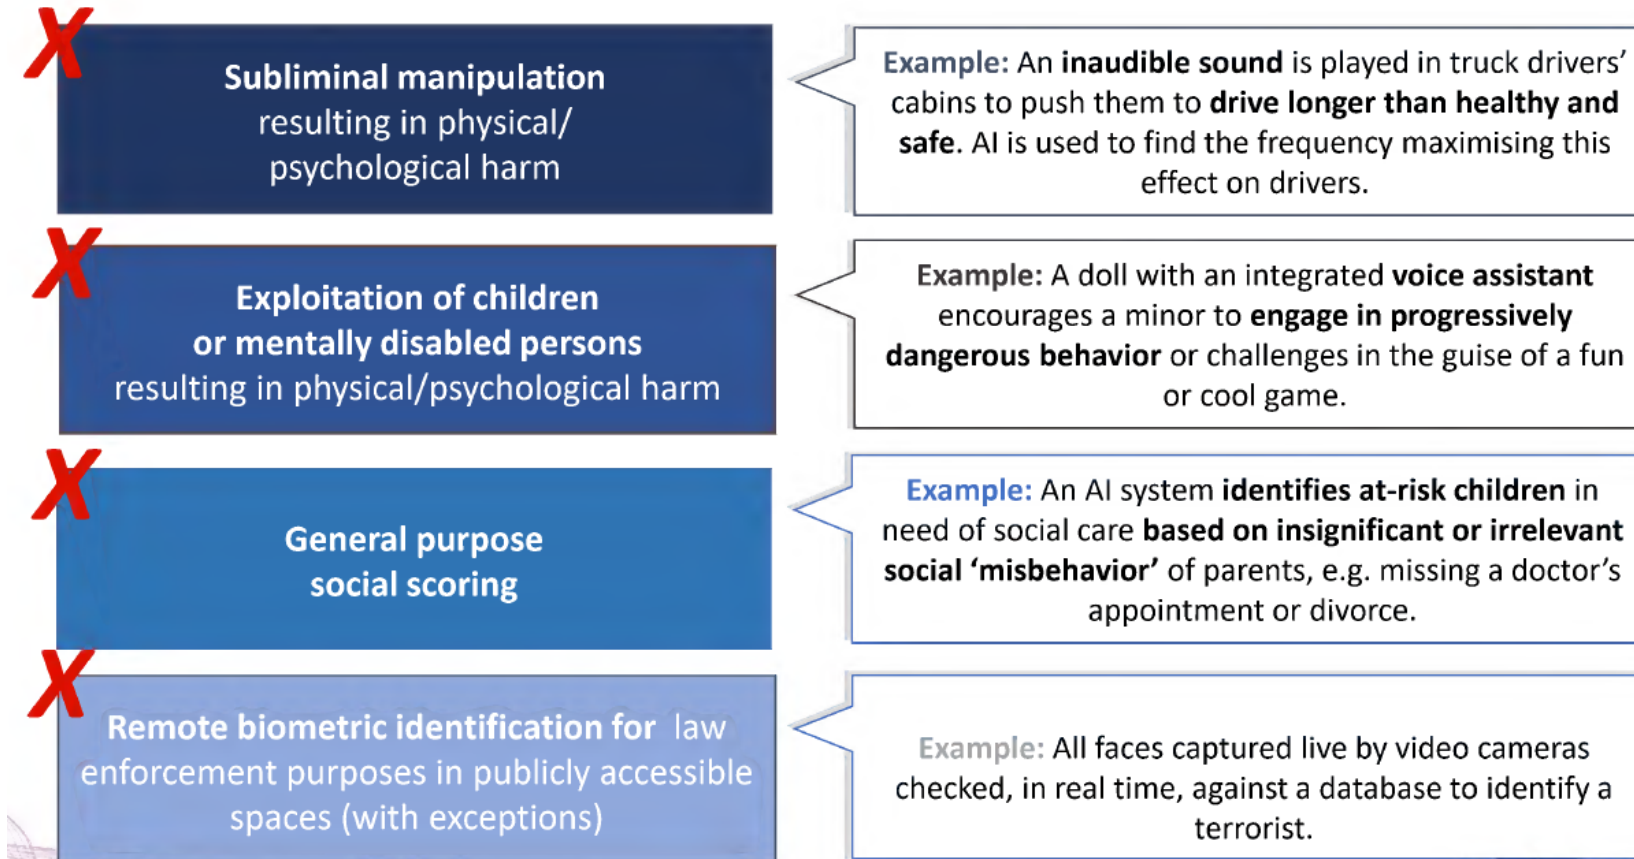 Subliminal manipulation
resulting in physical/
psychological harm
Example: An inaudible sound is played in truck drivers’
cabins to push them to drive longer than healthy and
safe. AI is used to find the frequency maximising this
effect on drivers.
Exploitation of children
or mentally disabled persons
resulting in physical/psychological harm
Example: A doll with an integrated voice assistant
encourages a minor to engage in progressively
dangerous behavior or challenges in the guise of a fun
or cool game.
General purpose
social scoring
Example: An AI system identifies at-risk children in
need of social care based on insignificant or irrelevant
social ‘misbehavior’ of parents, e.g. missing a doctor’s
appointment or divorce.
Remote biometric identification for law
enforcement purposes in publicly accessible
spaces (with exceptions)
Example: All faces captured live by video cameras
checked, in real time, against a database to identify a
terrorist.